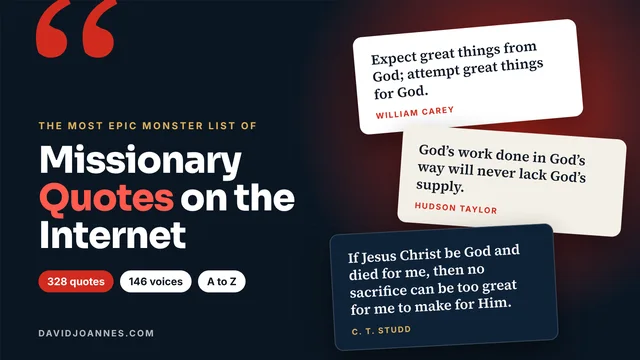 THE MOST EPIC MONSTER LIST OF
Missionary
Quotes on the
Internet
328 quotes
146 voices
A to Z
DAVIDJOANNES.COM
Expect great things from
God; attempt great things
for God.
WILLIAM CAREY
God’s work done in God’s
way will never lack God’s
supply.
HUDSON TAYLOR
If Jesus Christ be God and
died for me, then no
sacrifice can be too great
for me to make for Him.
C. T. STUDD